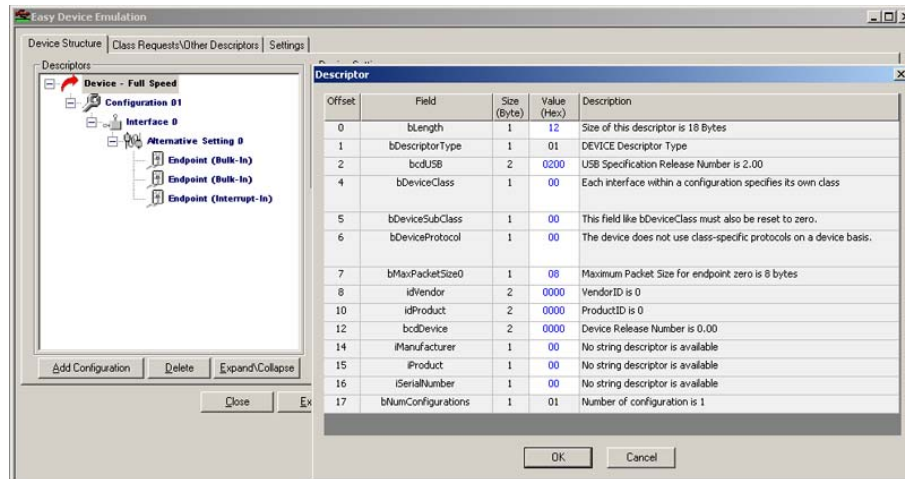 Easy Device Emulation
Device Structure
Class Requests\Other Descriptors
Settings
Descriptors
Device - Full Speed
Configuration 01
Interface 0
Alternative Setting 0
Endpoint (Bulk-In)
Endpoint (Bulk-In)
Endpoint (Interrupt-In)
Add Configuration
Delete
Expand\Collapse
Close
Ex
Descriptor
Offset Field Size (Byte) Value (Hex) Description
0 bLength 1 12 Size of this descriptor is 18 Bytes
1 bDescriptorType 1 01 DEVICE Descriptor Type
2 bcdUSB 2 0200 USB Specification Release Number is 2.00
4 bDeviceClass 1 00 Each interface within a configuration specifies its own class
5 bDeviceSubClass 1 00 This field like bDeviceClass must also be reset to zero.
6 bDeviceProtocol 1 00 The device does not use class-specific protocols on a device basis.
7 bMaxPacketSize0 1 08 Maximum Packet Size for endpoint zero is 8 bytes
8 idVendor 2 0000 VendorID is 0
10 idProduct 2 0000 ProductID is 0
12 bcdDevice 2 0000 Device Release Number is 0.00
14 iManufacturer 1 00 No string descriptor is available
15 iProduct 1 00 No string descriptor is available
16 iSerialNumber 1 00 No string descriptor is available
17 bNumConfigurations 1 01 Number of configuration is 1
OK
Cancel